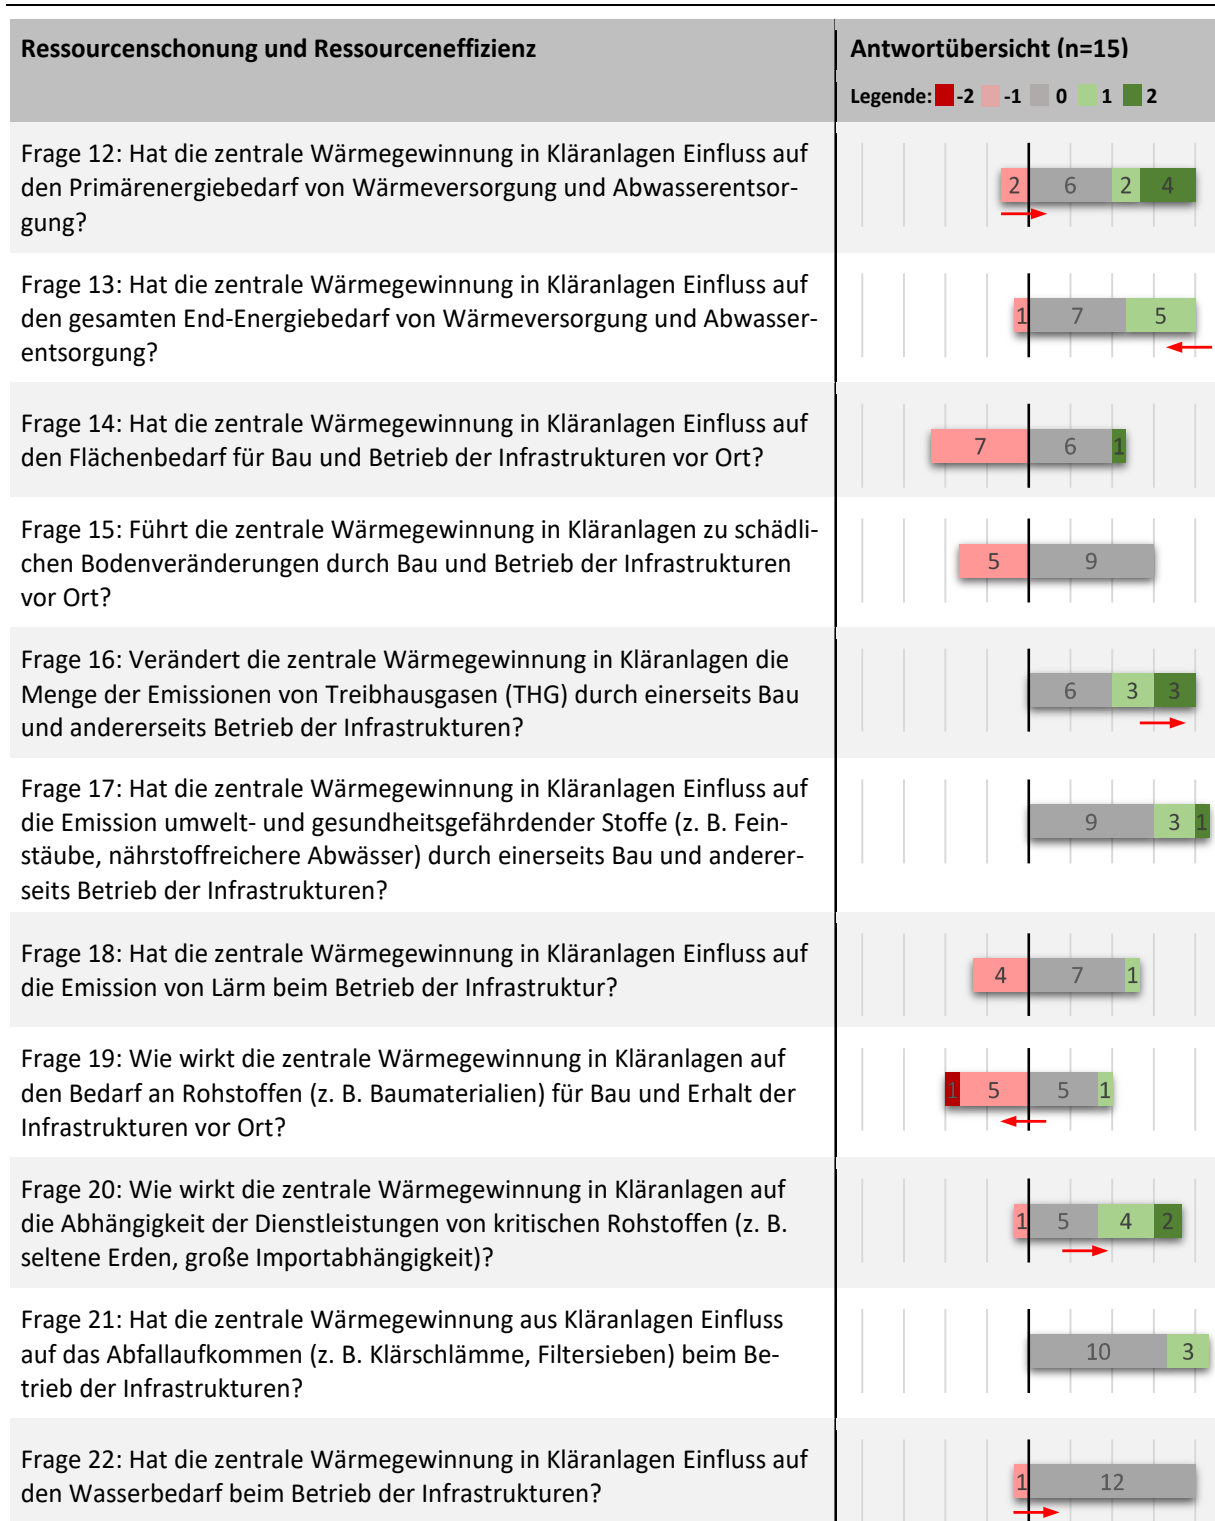 Ressourcenschonung und Ressourceneffizienz
Antwortübersicht (n=15)
Legende: -2 -1 0 1 2
Frage 12: Hat die zentrale Wärmegewinnung in Kläranlagen Einfluss auf
den Primärenergiebedarf von Wärmeversorgung und Abwasserentsor-
gung?
2 6 2 4
Frage 13: Hat die zentrale Wärmegewinnung in Kläranlagen Einfluss auf
den gesamten End-Energiebedarf von Wärmeversorgung und Abwasser-
entsorgung?
1 7 5
Frage 14: Hat die zentrale Wärmegewinnung in Kläranlagen Einfluss auf
den Flächenbedarf für Bau und Betrieb der Infrastrukturen vor Ort?
7 6 1
Frage 15: Führt die zentrale Wärmegewinnung in Kläranlagen zu schädli-
chen Bodenveränderungen durch Bau und Betrieb der Infrastrukturen
vor Ort?
5 9
Frage 16: Verändert die zentrale Wärmegewinnung in Kläranlagen die
Menge der Emissionen von Treibhausgasen (THG) durch einerseits Bau
und andererseits Betrieb der Infrastrukturen?
6 3 3
Frage 17: Hat die zentrale Wärmegewinnung in Kläranlagen Einfluss auf
die Emission umwelt- und gesundheitsgefährdender Stoffe (z. B. Fein-
stäube, nährstoffreichere Abwässer) durch einerseits Bau und anderer-
seits Betrieb der Infrastrukturen?
9 3 1
Frage 18: Hat die zentrale Wärmegewinnung in Kläranlagen Einfluss auf
die Emission von Lärm beim Betrieb der Infrastruktur?
4 7 1
Frage 19: Wie wirkt die zentrale Wärmegewinnung in Kläranlagen auf
den Bedarf an Rohstoffen (z. B. Baumaterialien) für Bau und Erhalt der
Infrastrukturen vor Ort?
1 5 5 1
Frage 20: Wie wirkt die zentrale Wärmegewinnung in Kläranlagen auf
die Abhängigkeit der Dienstleistungen von kritischen Rohstoffen (z. B.
seltene Erden, große Importabhängigkeit)?
1 5 4 2
Frage 21: Hat die zentrale Wärmegewinnung aus Kläranlagen Einfluss
auf das Abfallaufkommen (z. B. Klärschlämme, Filtersieben) beim Be-
trieb der Infrastrukturen?
10 3
Frage 22: Hat die zentrale Wärmegewinnung in Kläranlagen Einfluss auf
den Wasserbedarf beim Betrieb der Infrastrukturen?
1 12